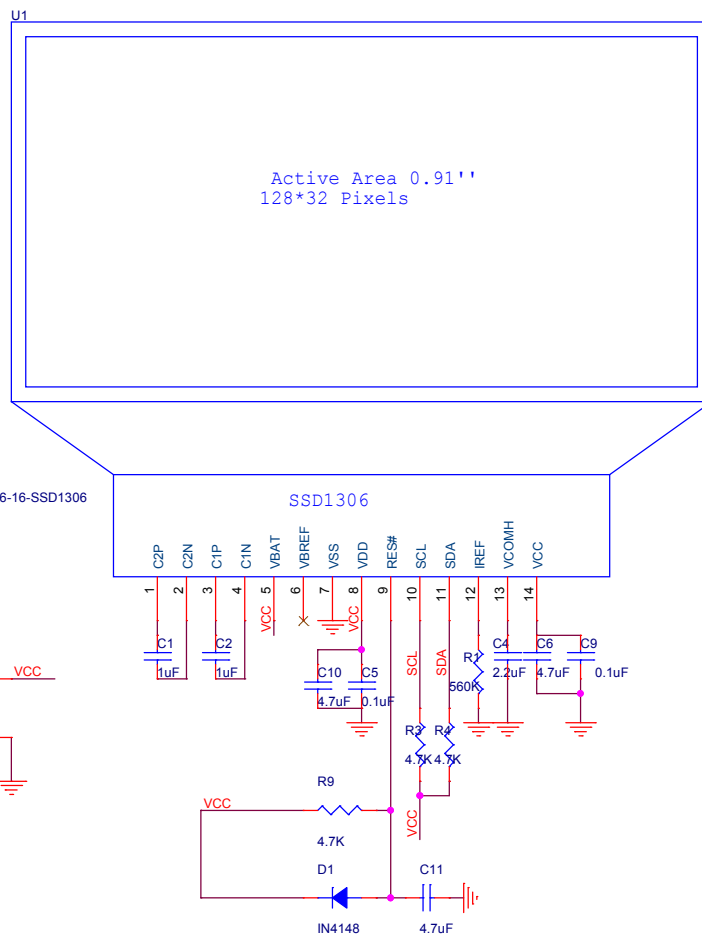 U1
Active Area 0.91''
128*32 Pixels
6-16-SSD1306
SSD1306
C2P
C2N
C1P
C1N
VBAT
VBREF
VSS
VDD
RES#
SCL
SDA
IREF
VCOMH
VCC
1
2
3
4
5
6
7
8
9
10
11
12
13
14
VCC
VCC
C1
1uF
C2
1uF
C10
4.7uF
C5
0.1uF
SCL
SDA
R1
560K
C4
2.2uF
C6
4.7uF
C9
0.1uF
VCC
R3
4.7K
R4
4.7K
VCC
R9
4.7K
VCC
D1
IN4148
C11
4.7uF